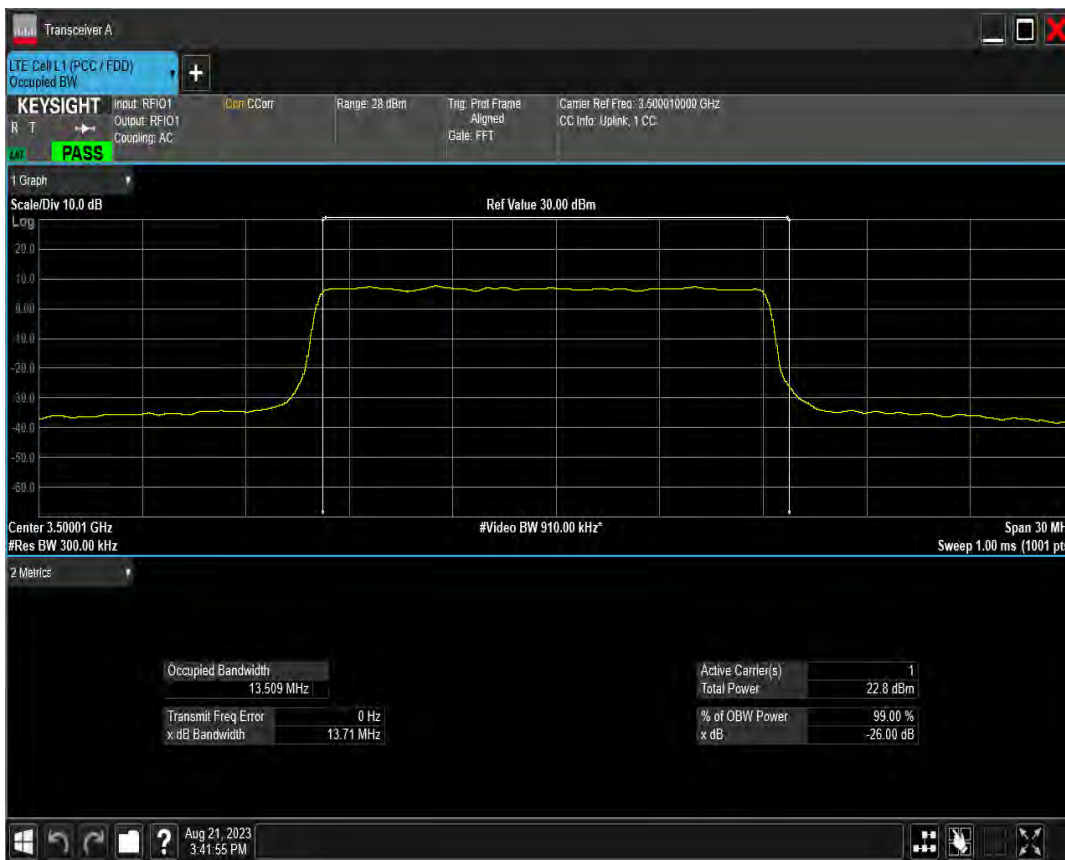 Transceiver A
LTE Cell L1 (PCC / FDD)
Occupied BW
+
KEYSIGHT
R T
PASS
Input: RFIO1
Output: RFIO1
Coupling: AC
Corr CCorr
Range: 28 dBm
Trig: Prot Frame
Aligned
Gate: FFT
Carrier Ref Freq: 3.500010000 GHz
CC Info: Uplink, 1 CC
1 Graph
Scale/Div 10.0 dB
Ref Value 30.00 dBm
Log
20.0
10.0
0.00
-10.0
-20.0
-30.0
-40.0
-50.0
-60.0
Center 3.50001 GHz
#Video BW 910.00 kHz*
Span 30 MH
#Res BW 300.00 kHz
Sweep 1.00 ms (1001 pts
2 Metrics
Occupied Bandwidth
13.509 MHz
Transmit Freq Error 0 Hz
x dB Bandwidth 13.71 MHz
Active Carrier(s) 1
Total Power 22.8 dBm
% of OBW Power 99.00 %
x dB -26.00 dB
?
Aug 21, 2023
3:41:55 PM